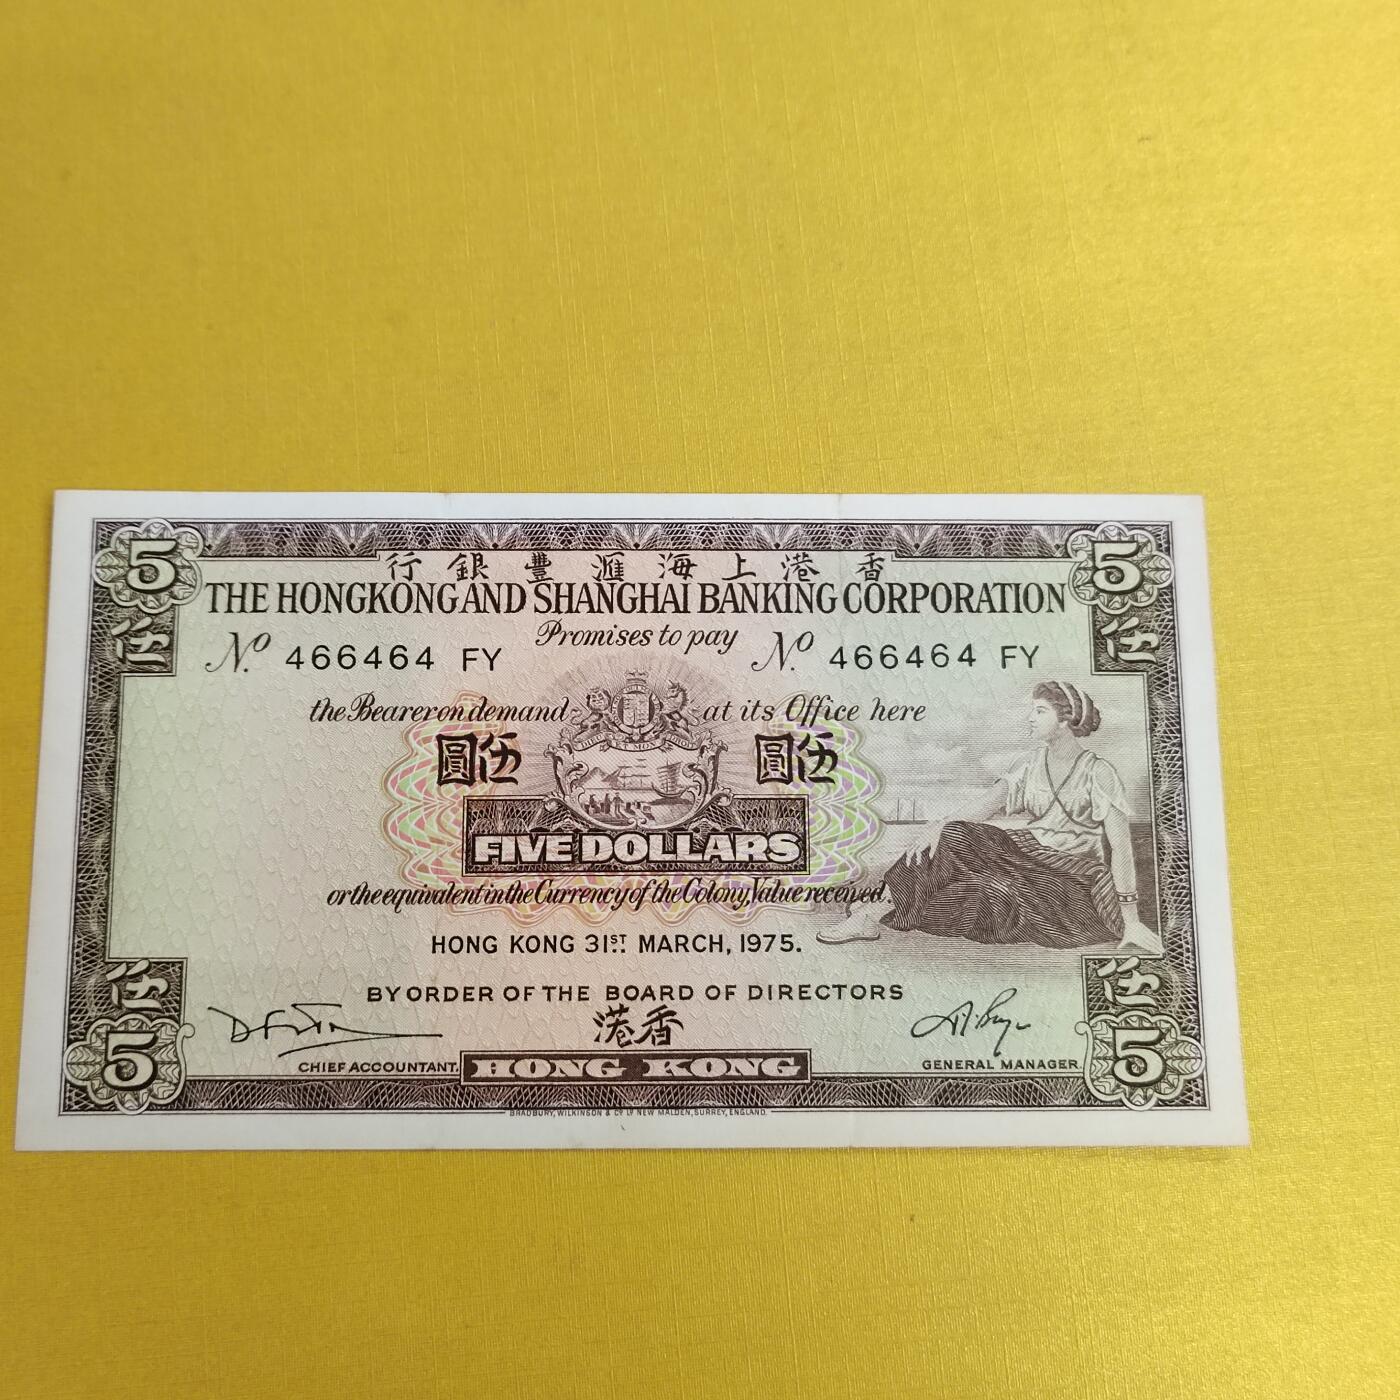 5 5
行銀豐滙海上港香
THE HONGKONG AND SHANGHAI BANKING CORPORATION
伍 伍
Promises to pay
No. 466464 FY No. 466464 FY
the Bearer on demand at its Office here
DIEU ET MON DROIT
圓伍 圓伍
FIVE DOLLARS
or the equivalent in the Currency of the Colony, Value received.
HONG KONG 31ST MARCH, 1975.
伍 伍
BY ORDER OF THE BOARD OF DIRECTORS
港香
5 5
CHIEF ACCOUNTANT. HONG KONG GENERAL MANAGER.
BRADBURY, WILKINSON & Co. Ld. NEW MALDEN, SURREY, ENGLAND.